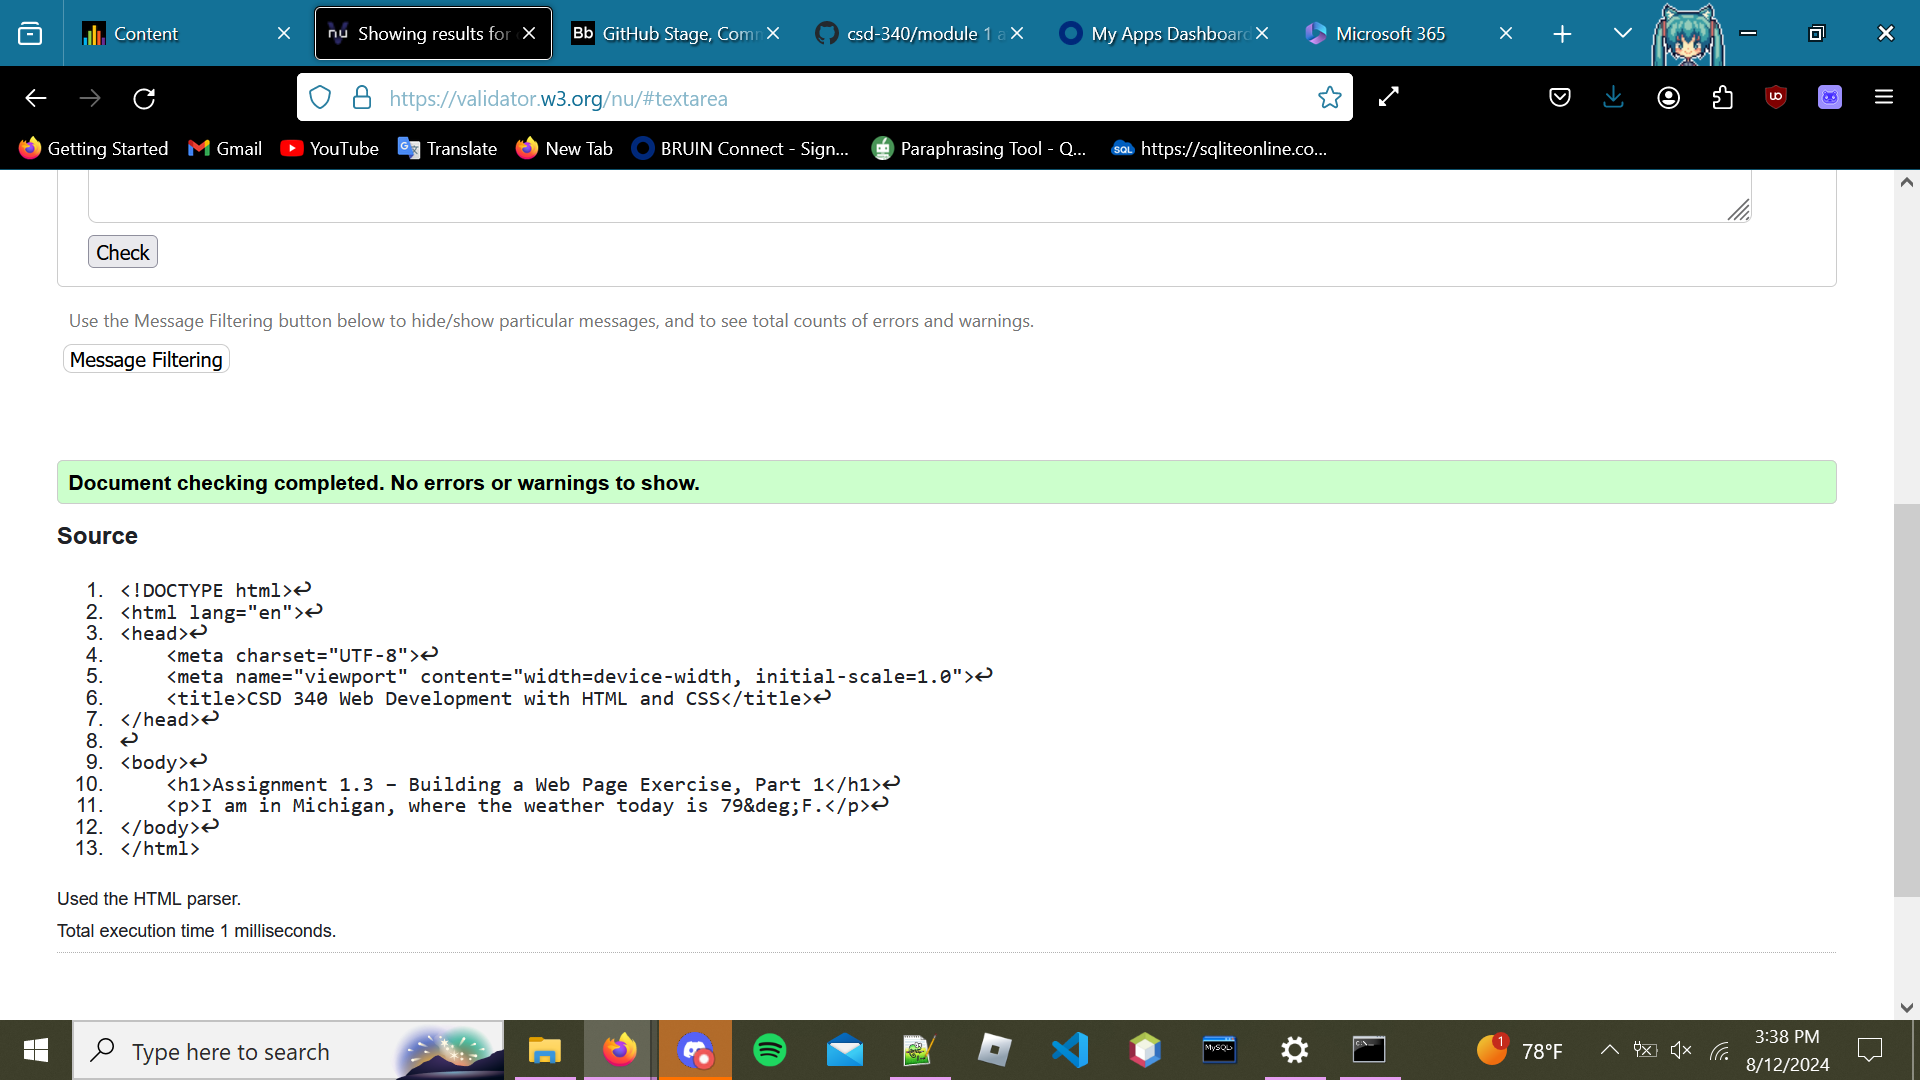 Content
Showing results for
Bb GitHub Stage, Comm
csd-340/module 1 a
My Apps Dashboard
Microsoft 365
https://validator.w3.org/nu/#textarea
Getting Started
Gmail
YouTube
Translate
New Tab
BRUIN Connect - Sign...
Paraphrasing Tool - Q...
SQL https://sqliteonline.co...
Check
Use the Message Filtering button below to hide/show particular messages, and to see total counts of errors and warnings.
Message Filtering
Document checking completed. No errors or warnings to show.
Source
1. <!DOCTYPE html>↩
2. <html lang="en">↩
3. <head>↩
4.     <meta charset="UTF-8">↩
5.     <meta name="viewport" content="width=device-width, initial-scale=1.0">↩
6.     <title>CSD 340 Web Development with HTML and CSS</title>↩
7. </head>↩
8. ↩
9. <body>↩
10.     <h1>Assignment 1.3 – Building a Web Page Exercise, Part 1</h1>↩
11.     <p>I am in Michigan, where the weather today is 79&deg;F.</p>↩
12. </body>↩
13. </html>
Used the HTML parser.
Total execution time 1 milliseconds.
Type here to search
MySQL
1
78°F
3:38 PM
8/12/2024